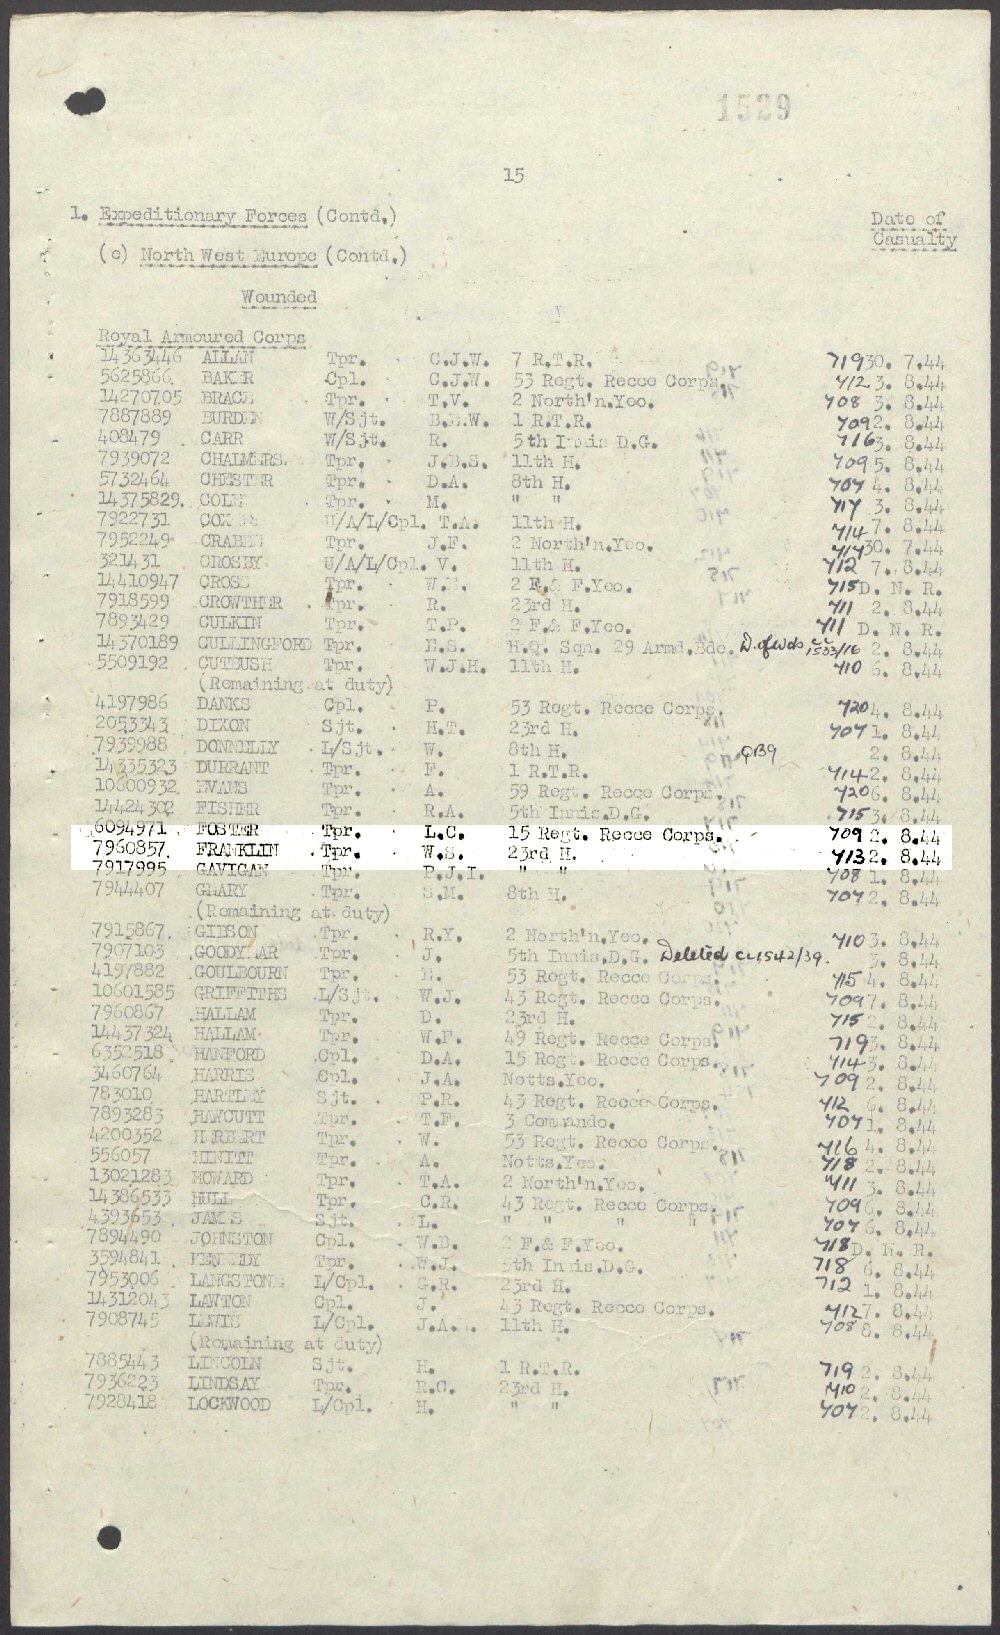 1529
15
1. Expeditionary Forces (Contd.) Date of
Casualty
(c) North West Europe (Contd.)
Wounded
Royal Armoured Corps
14363446 ALLAN Tpr. C.J.W. 7 R.T.R. 719 30. 7.44
5625866 BAKER Cpl. C.J.W. 53 Regt. Recce Corps. 712 3. 8.44
14270705 BRACE Tpr. T.V. 2 North'n.Yeo. 708 3. 8.44
7887889 BURDEN W/Sjt. B.E.W. 1 R.T.R. 709 2. 8.44
408479 CARR W/Sjt. R. 5th Innis D.G. 716 3. 8.44
7939072 CHALMERS. Tpr. J.B.S. 11th H. 709 5. 8.44
5732464 CHESTER Tpr. D.A. 8th H. 707 4. 8.44
14375829. COLE Tpr. M. " " 717 3. 8.44
7922731 U/A/L/Cpl. T.A. 11th H. 714 7. 8.44
7952249 Tpr. J.F. 2 North'n.Yeo. 717 30. 7.44
321431 CROSBY U/A/L/Cpl. V. 11th H. 712 7. 8.44
14410947 CROSS Tpr. 2 F.& F.Yeo. 715 D. N. R.
7918599 CROWTHER Tpr. R. 23rd H. 711 2. 8.44
7893429 CULKIN Tpr. T.P. 2 F.& F.Yeo. 711 D. N. R.
14370189 CULLINGFORD Tpr. H.S. H.Q. Sqn. 29 Armd.Bde. D. of Wds CL 1533/16 2. 8.44
5509192 CUTBUSH Tpr. W.J.H. 11th H. 710 6. 8.44
(Remaining at duty)
4197986 DANKS Cpl. P. 53 Regt. Recce Corps. 720 4. 8.44
2053343 DIXON Sjt. H.T. 23rd H. 707 1. 8.44
7939988 DONNELLY L/Sjt. W. 8th H. QB9 2. 8.44
14335323 DURRANT Tpr. F. 1 R.T.R. 714 2. 8.44
10600932 EVANS Tpr. A. 59 Regt. Recce Corps. 720 6. 8.44
14424302 FISHER Tpr. R.A. 5th Innis.D.G. 715 3. 8.44
6094971 FOSTER Tpr. L.C. 15 Regt. Recce Corps. 709 2. 8.44
7960857 FRANKLIN Tpr. W.S. 23rd H. 713 2. 8.44
7917995 GAVIGAN Tpr. P.J.I. " " 708 1. 8.44
7944407 GEARY Tpr. S.M. 8th H. 707 2. 8.44
(Remaining at duty)
7915867. GIBSON Tpr. R.Y. 2 North'n.Yeo. 710 3. 8.44
7907103 GOODYEAR Tpr. J. 5th Innis.D.G. Deleted CL 1542/39. 3. 8.44
4197882 GOULBOURN Tpr. 53 Regt. Recce Corps. 715 4. 8.44
10601585 GRIFFITHS L/Sjt. W.J. 43 Regt. Recce Corps. 709 7. 8.44
7960867 HALLAM Tpr. D. 23rd H. 715 2. 8.44
14437324 HALLAM Tpr. W.F. 49 Regt. Recce Corps. 719 3. 8.44
6352518 HANFORD Cpl. D.A. 15 Regt. Recce Corps. 714 3. 8.44
3460764 HARRIS Cpl. J.A. Notts.Yeo. 709 2. 8.44
783010 HARTLEY Sjt. P.R. 43 Regt. Recce Corps. 712 6. 8.44
7893283 HAYCUTT Tpr. T.F. 3 Commando. 707 1. 8.44
4200352 HERBERT Tpr. W. 53 Regt. Recce Corps. 716 4. 8.44
556057 HINITT Tpr. A. Notts.Yeo. 718 2. 8.44
13021283 HOWARD Tpr. T.A. 2 North'n.Yeo. 711 3. 8.44
14386533 HULL Tpr. C.R. 43 Regt. Recce Corps. 709 6. 8.44
4393653 JAMES Sjt. L. " " " " 707 6. 8.44
7894490 JOHNSTON Cpl. W.D. 2 F.& F.Yeo. 718 D. N. R.
3594841 KENNEDY Tpr. W.J. 5th Innis.D.G. 718 6. 8.44
7953006 LANGSTONE L/Cpl. G.R. 23rd H. 712 1. 8.44
14312043 LAWTON Cpl. J. 43 Regt. Recce Corps. 712 7. 8.44
7908745 LEWIS L/Cpl. 11th H. 708 8. 8.44
(Remaining at duty)
7885443 LINCOLN Sjt. H. 1 R.T.R. 719 2. 8.44
7936223 LINDSAY Tpr. R.C. 23rd H. 710 2. 8.44
7928418 LOCKWOOD L/Cpl. H. " " 707 2. 8.44